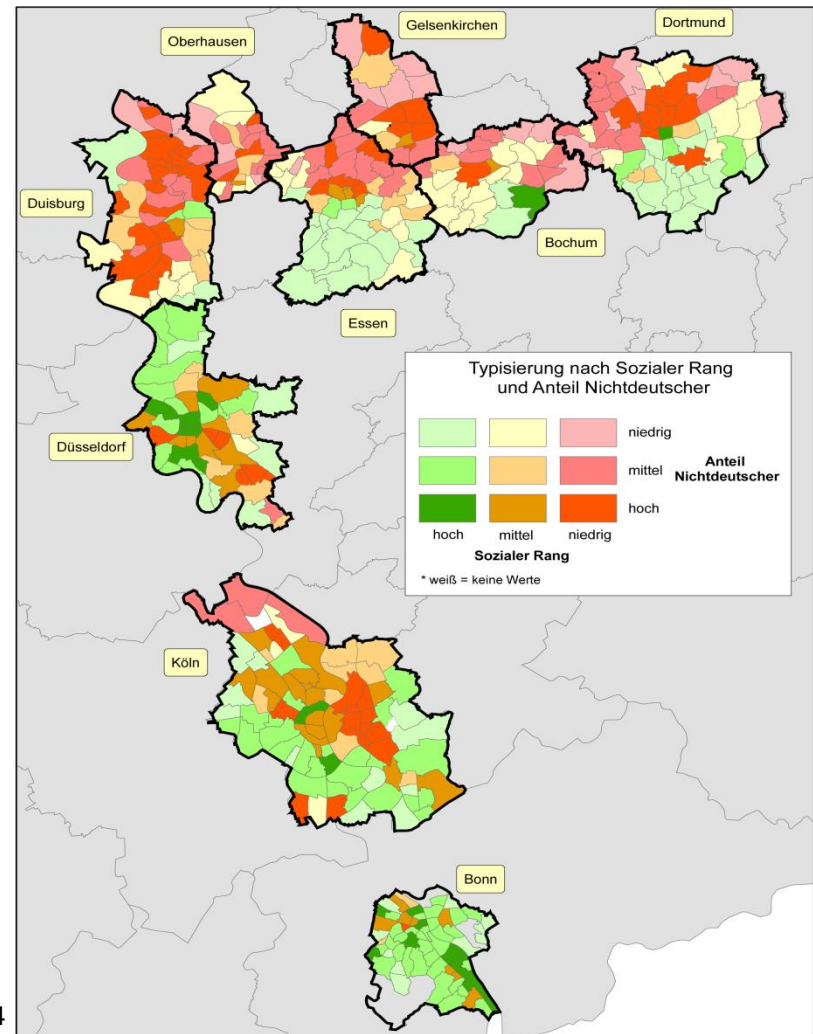 Gelsenkirchen
Dortmund
Oberhausen
Duisburg
Bochum
Essen
Typisierung nach Sozialer Rang
und Anteil Nichtdeutscher
niedrig
mittel
Anteil
Nichtdeutscher
hoch
hoch
mittel
niedrig
Sozialer Rang
* weiß = keine Werte
Düsseldorf
Köln
Bonn
4